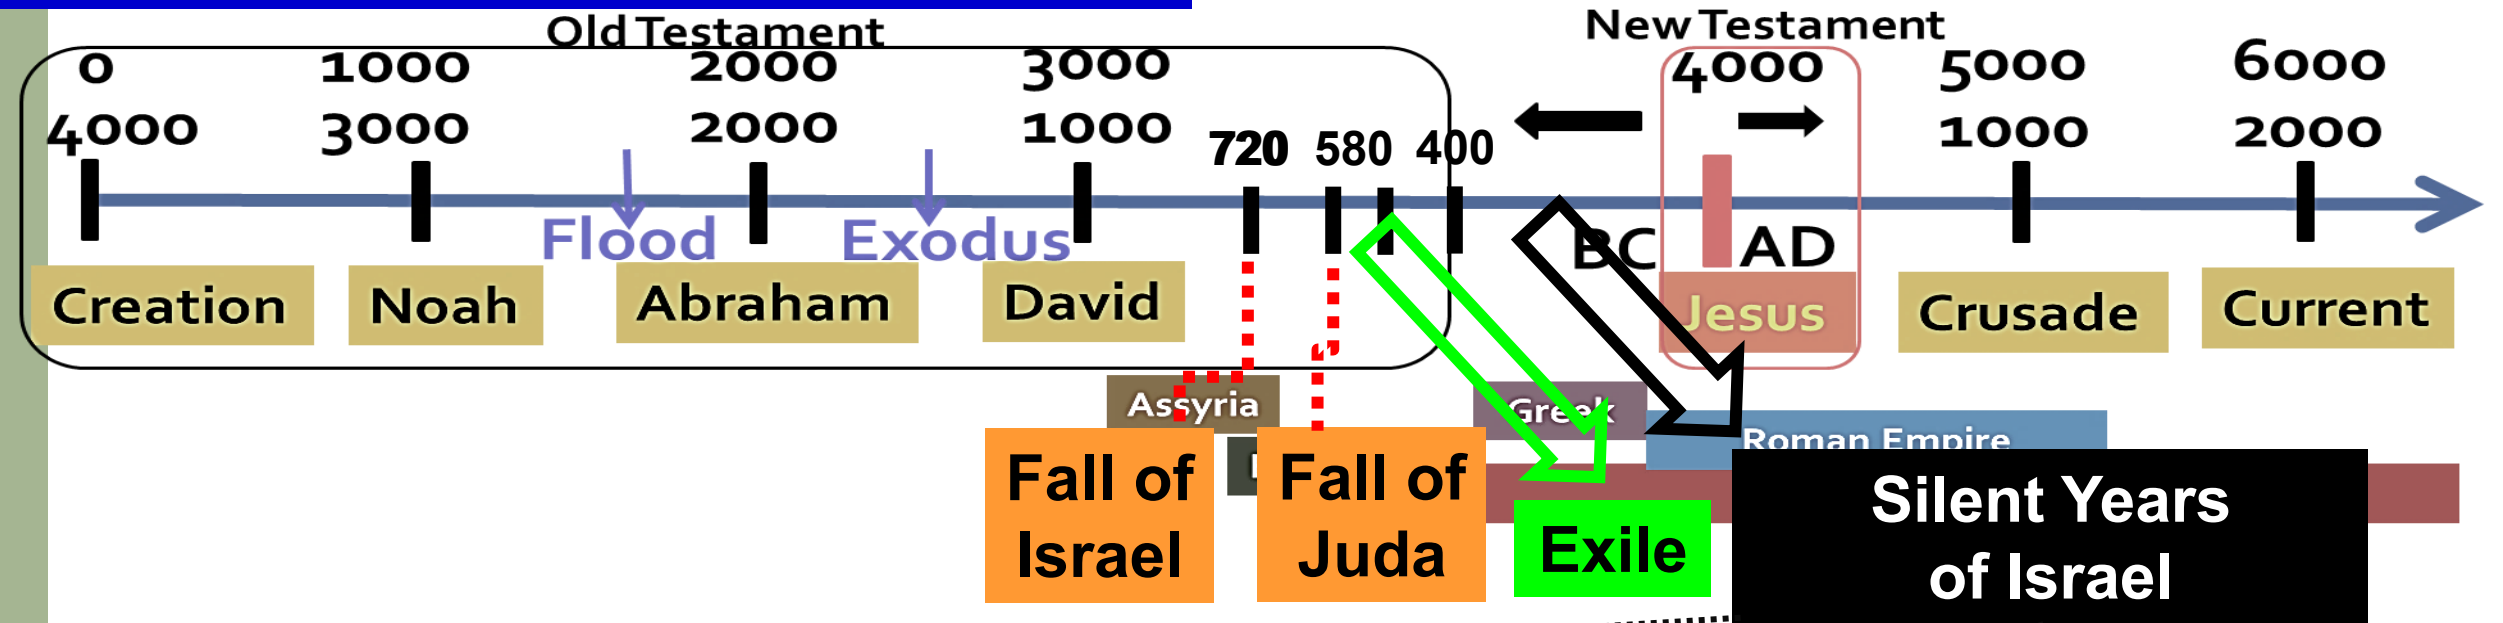 Old Testament
New Testament
0 1000 2000 3000 4000 5000 6000
4000 3000 2000 1000 720 580 400 1000 2000
Flood Exodus BC AD
Creation Noah Abraham David Jesus Crusade Current
Assyria Greek
Roman Empire
Fall of
Israel
Fall of
Juda
Exile
Silent Years
of Israel